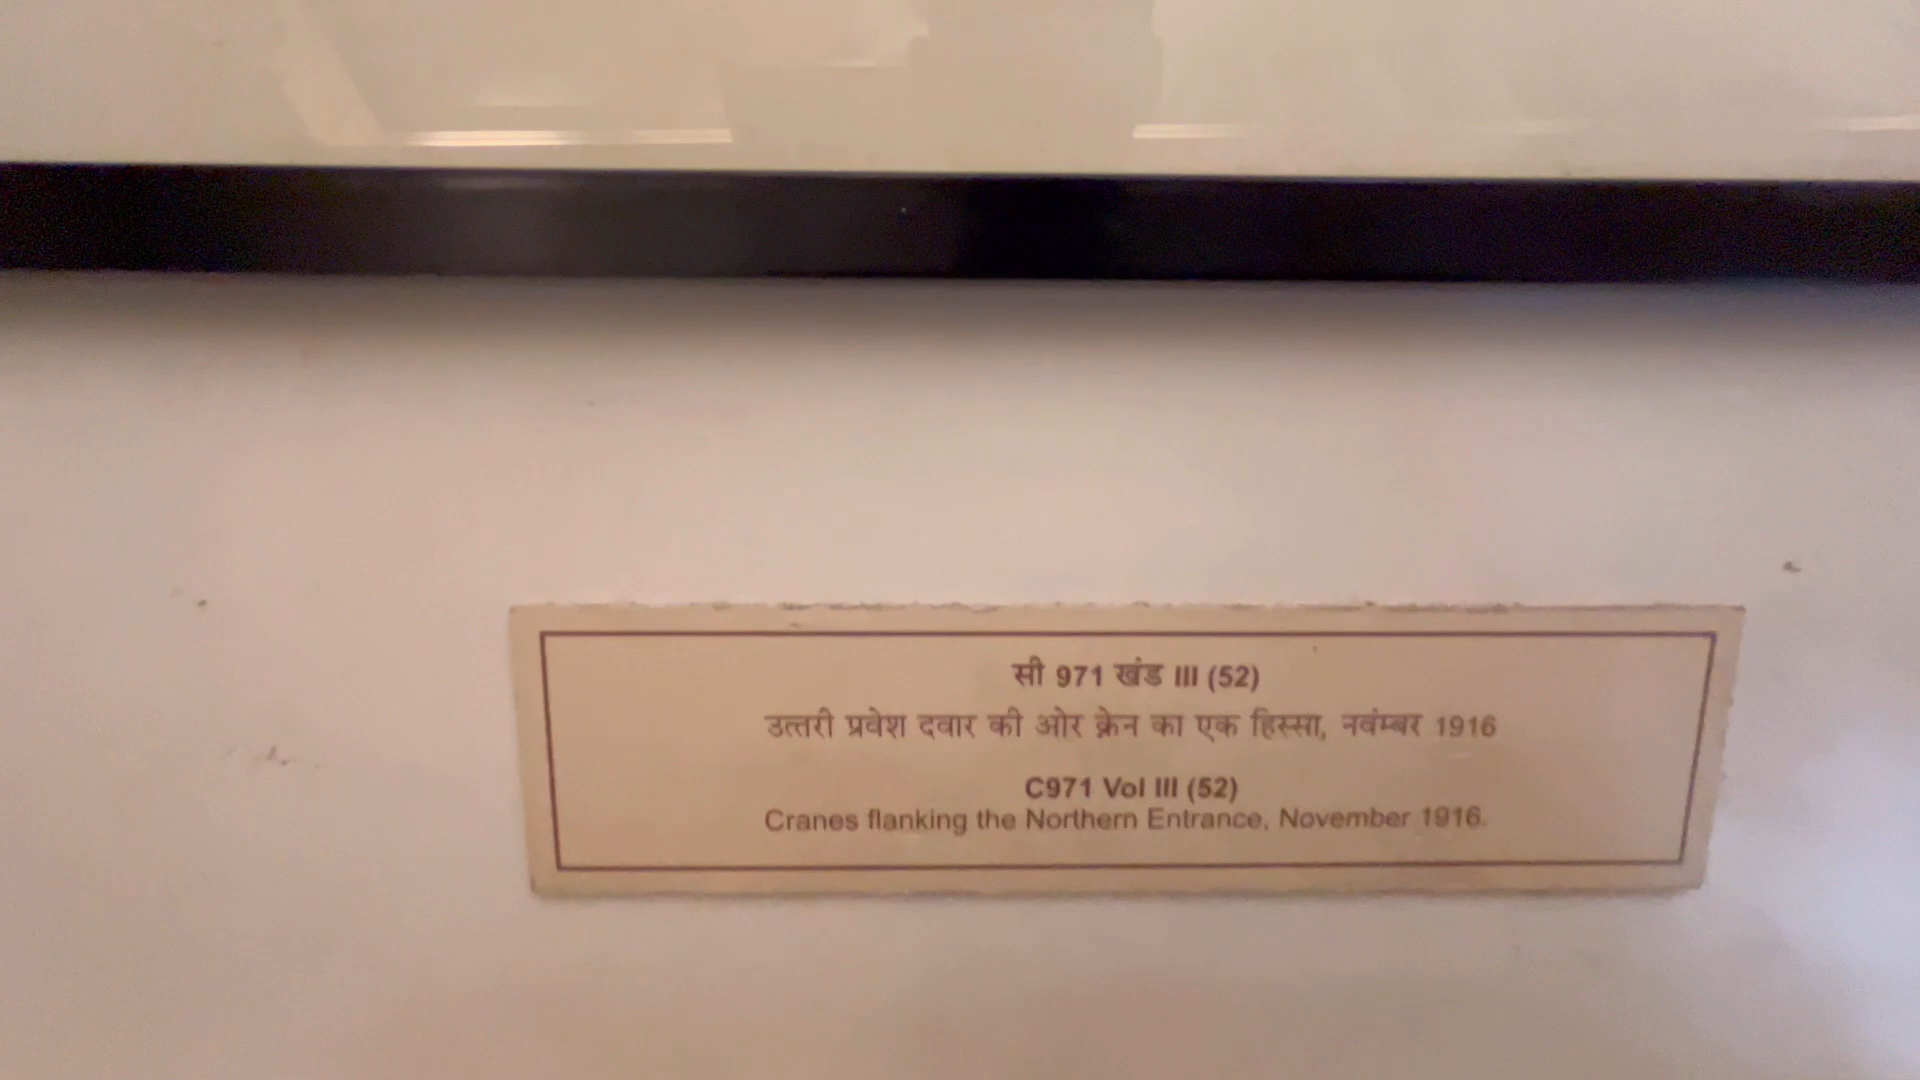 सी 971 खंड III (52)
उत्तरी प्रवेश दवार की ओर क्रेन का एक हिस्सा, नवंम्बर 1916
C971 Vol III (52)
Cranes flanking the Northern Entrance, November 1916.